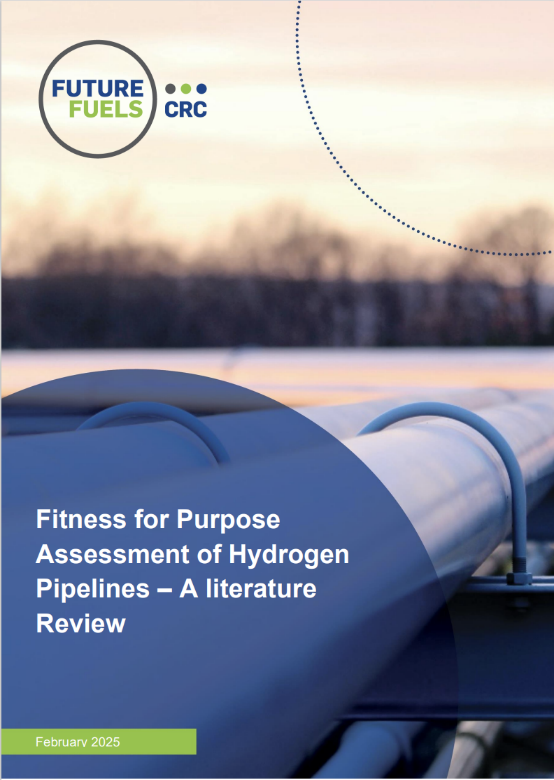 FUTURE
FUELS
CRC
Fitness for Purpose
Assessment of Hydrogen
Pipelines – A literature
Review
February 2025